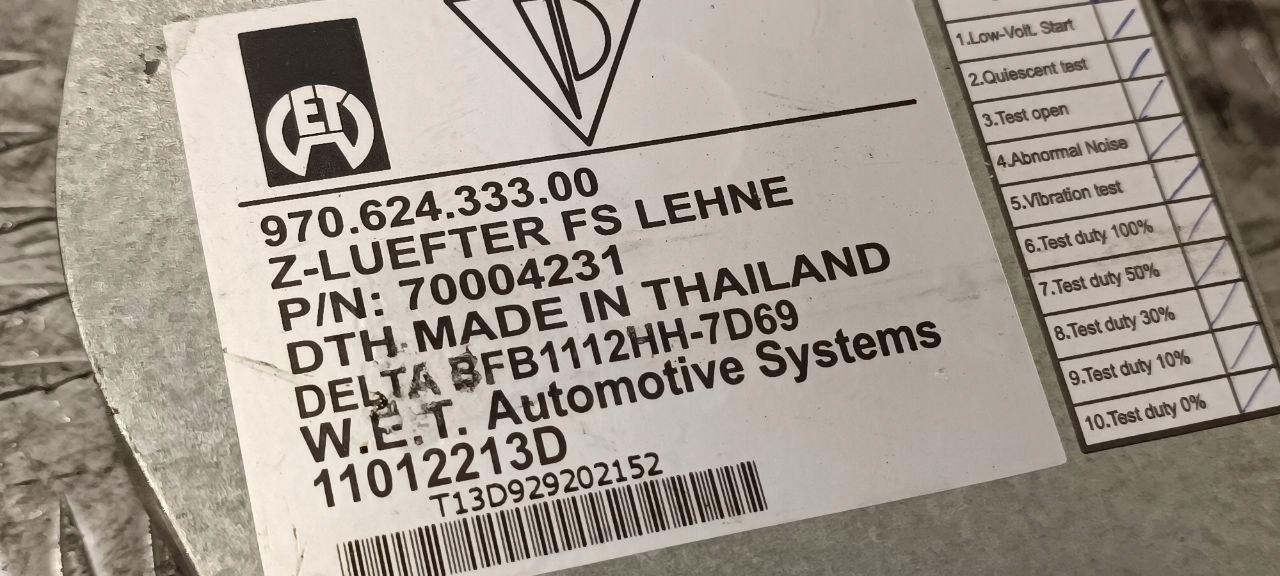 WET
970.624.333.00
Z-LUEFTER FS LEHNE
P/N: 70004231
DTH MADE IN THAILAND
DELTA BFB1112HH-7D69
W.E.T. Automotive Systems
11012213D
T13D929202152
1.Low-Volt. Start
2.Quiescent test
3.Test open
4.Abnormal Noise
5.Vibration test
6.Test duty 100%
7.Test duty 50%
8.Test duty 30%
9.Test duty 10%
10.Test duty 0%